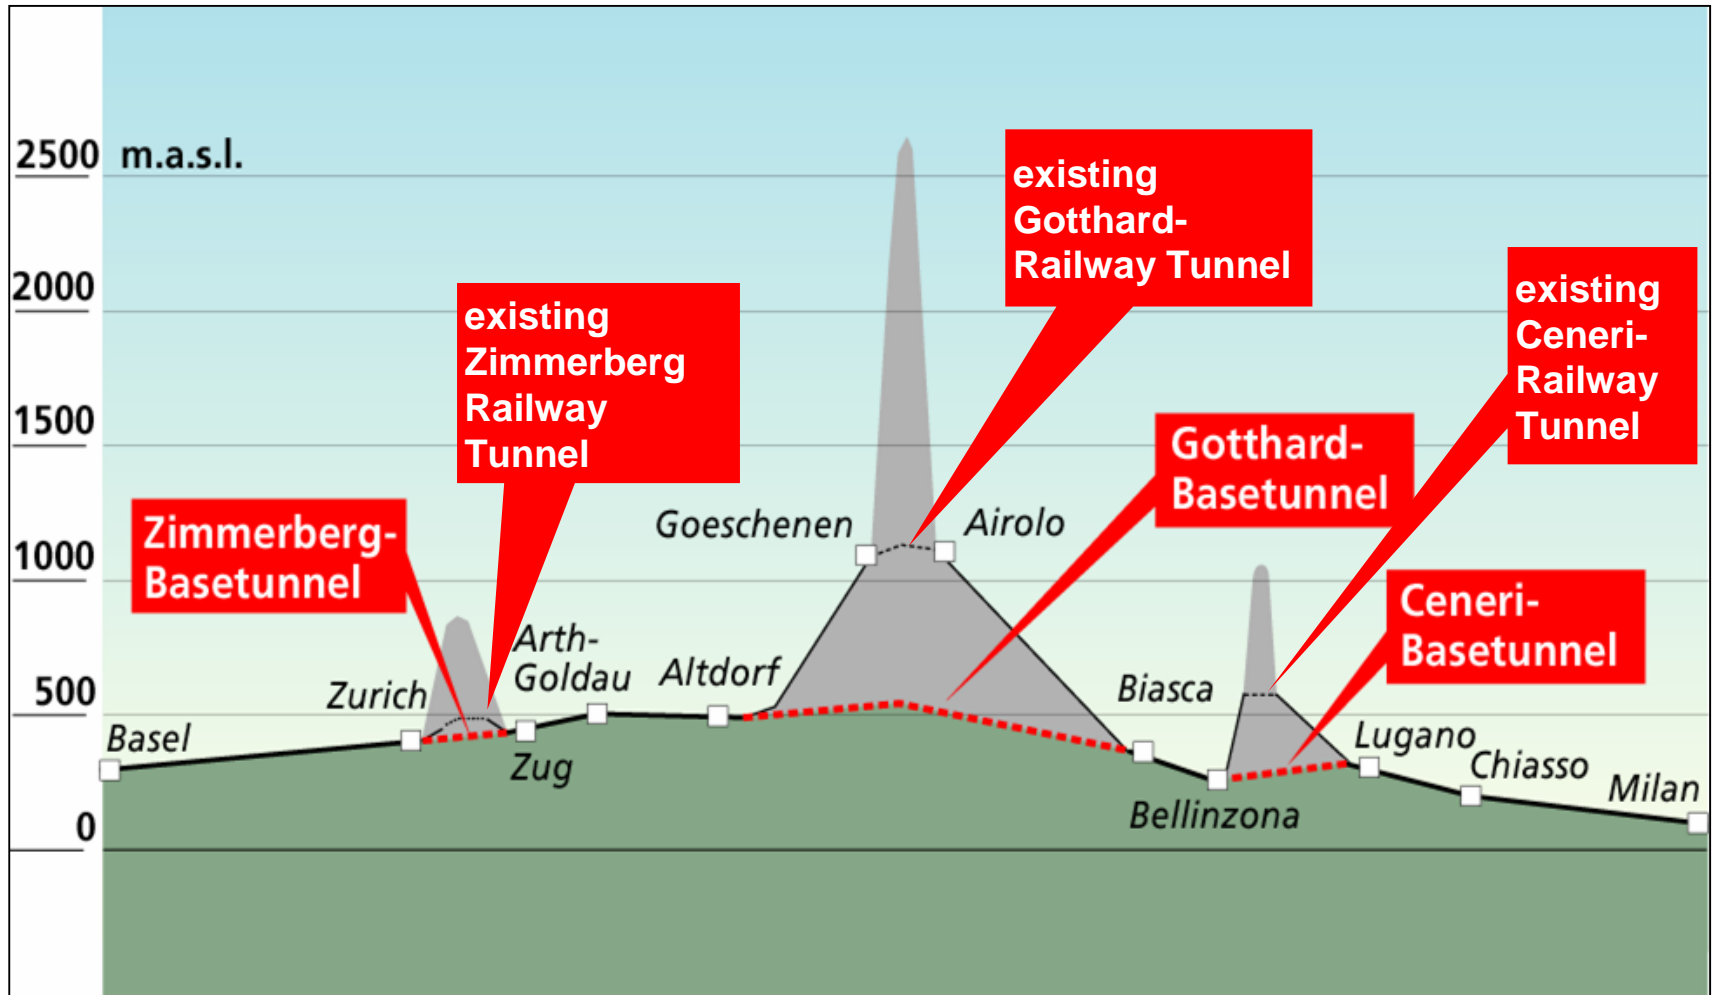 2500 m.a.s.l.
2000
1500
1000
500
0
existing
Zimmerberg
Railway
Tunnel
existing
Gotthard-
Railway Tunnel
existing
Ceneri-
Railway
Tunnel
Zimmerberg-
Basetunnel
Gotthard-
Basetunnel
Ceneri-
Basetunnel
Basel
Zurich
Zug
Arth-
Goldau
Altdorf
Goeschenen
Airolo
Biasca
Bellinzona
Lugano
Chiasso
Milan